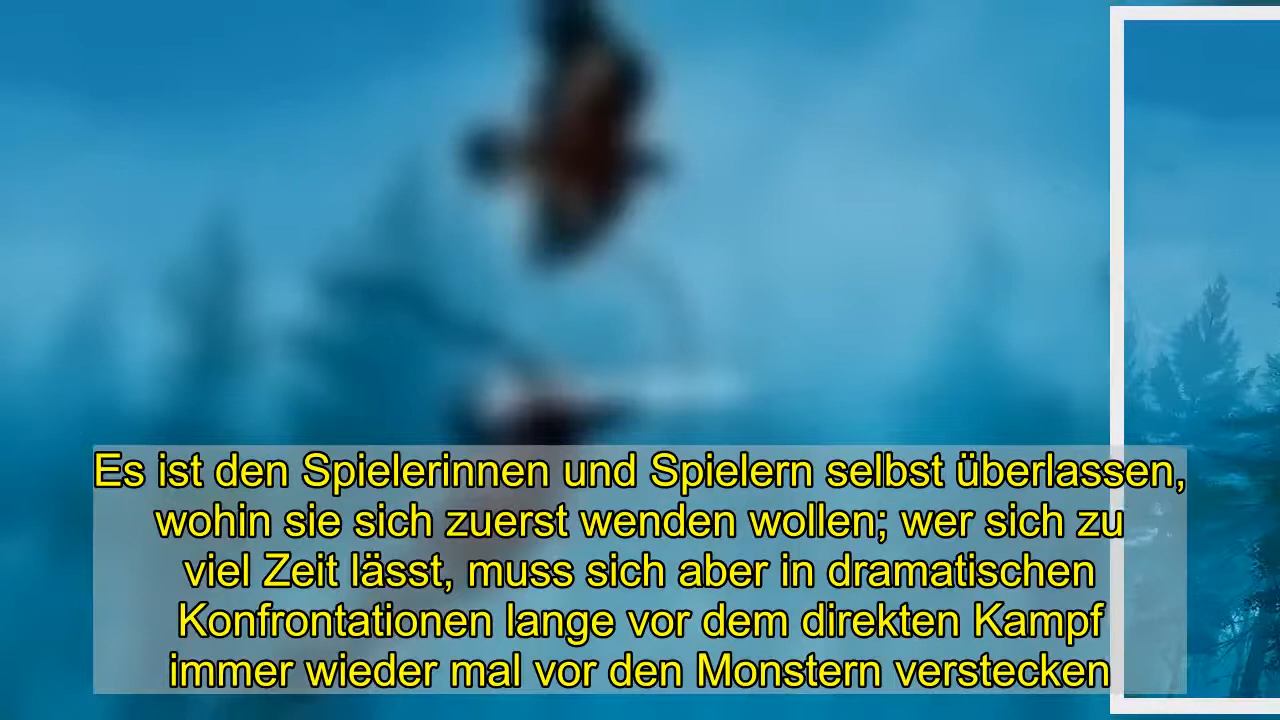 Es ist den Spielerinnen und Spielern selbst überlassen,
wohin sie sich zuerst wenden wollen; wer sich zu
viel Zeit lässt, muss sich aber in dramatischen
Konfrontationen lange vor dem direkten Kampf
immer wieder mal vor den Monstern verstecken